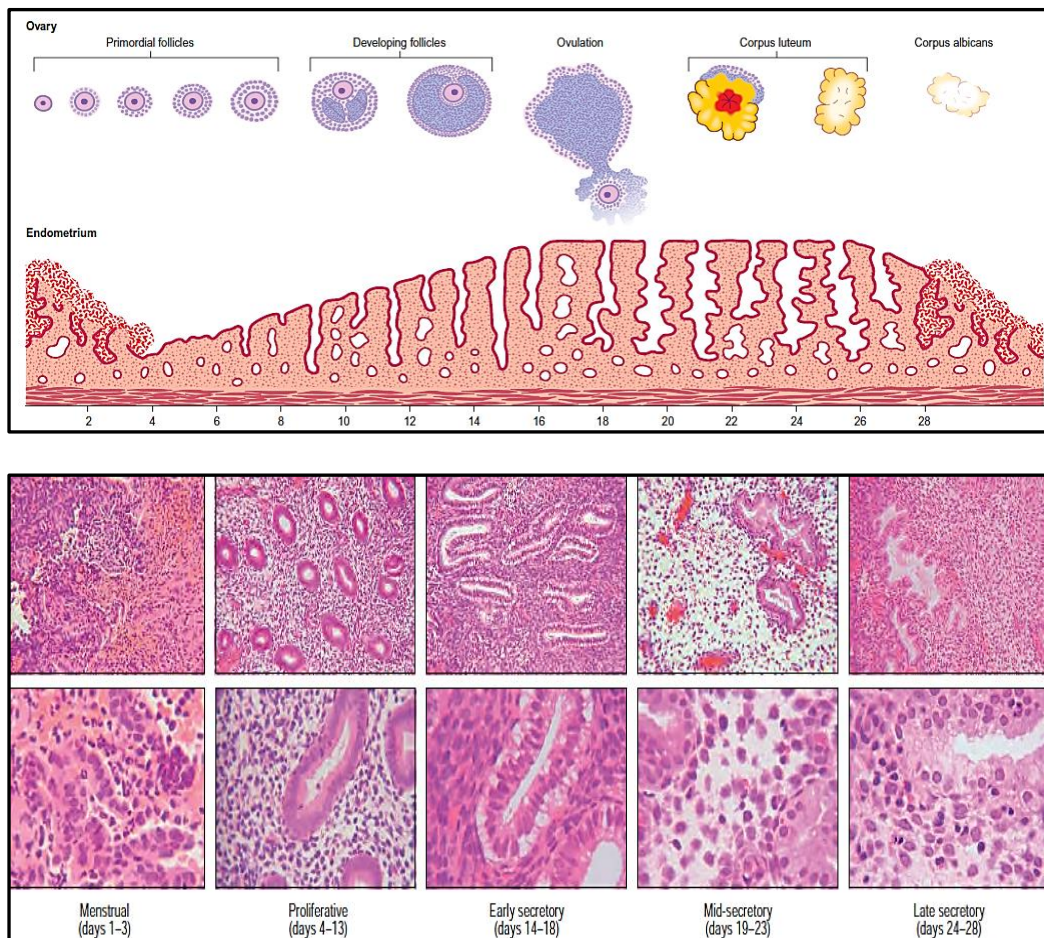 Ovary
Primordial follicles
Developing follicles
Ovulation
Corpus luteum
Corpus albicans
Endometrium
2 4 6 8 10 12 14 16 18 20 22 24 26 28
Menstrual
(days 1–3)
Proliferative
(days 4–13)
Early secretory
(days 14–18)
Mid-secretory
(days 19–23)
Late secretory
(days 24–28)